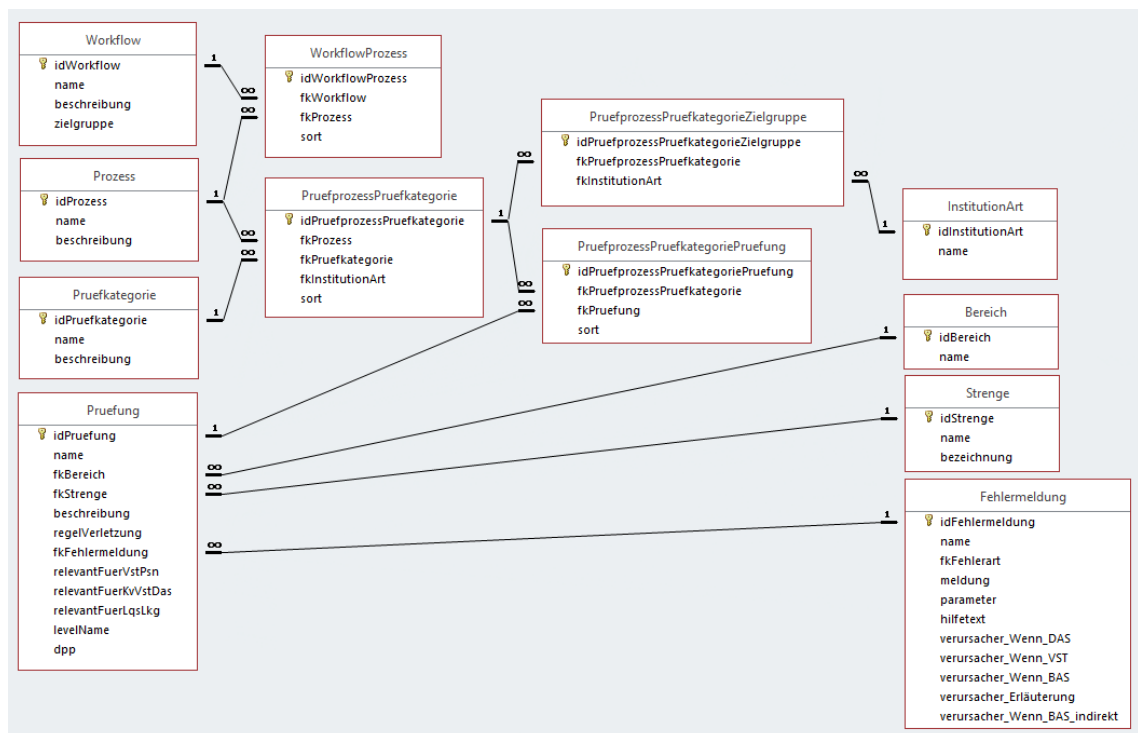 Workflow
idWorkflow
name
beschreibung
zielgruppe
1
∞
WorkflowProzess
idWorkflowProzess
fkWorkflow
fkProzess
sort
∞
Prozess
idProzess
name
beschreibung
1
∞
PruefprozessPruefkategorie
idPruefprozessPruefkategorie
fkProzess
fkPruefkategorie
fkInstitutionArt
sort
∞
1
Pruefkategorie
idPruefkategorie
name
beschreibung
1
PruefprozessPruefkategorieZielgruppe
idPruefprozessPruefkategorieZielgruppe
fkPruefprozessPruefkategorie
fkInstitutionArt
∞
∞
1
InstitutionArt
idInstitutionArt
name
PruefprozessPruefkategoriePruefung
idPruefprozessPruefkategoriePruefung
fkPruefprozessPruefkategorie
fkPruefung
sort
∞
∞
Bereich
idBereich
name
1
Strenge
idStrenge
name
bezeichnung
1
Pruefung
idPruefung
name
fkBereich
fkStrenge
beschreibung
regelVerletzung
fkFehlermeldung
relevantFuerVstPsn
relevantFuerKvVstDas
relevantFuerLqsLkg
levelName
dpp
1
∞
∞
∞
1
Fehlermeldung
idFehlermeldung
name
fkFehlerart
meldung
parameter
hilfetext
verursacher_Wenn_DAS
verursacher_Wenn_VST
verursacher_Wenn_BAS
verursacher_Erläuterung
verursacher_Wenn_BAS_indirekt